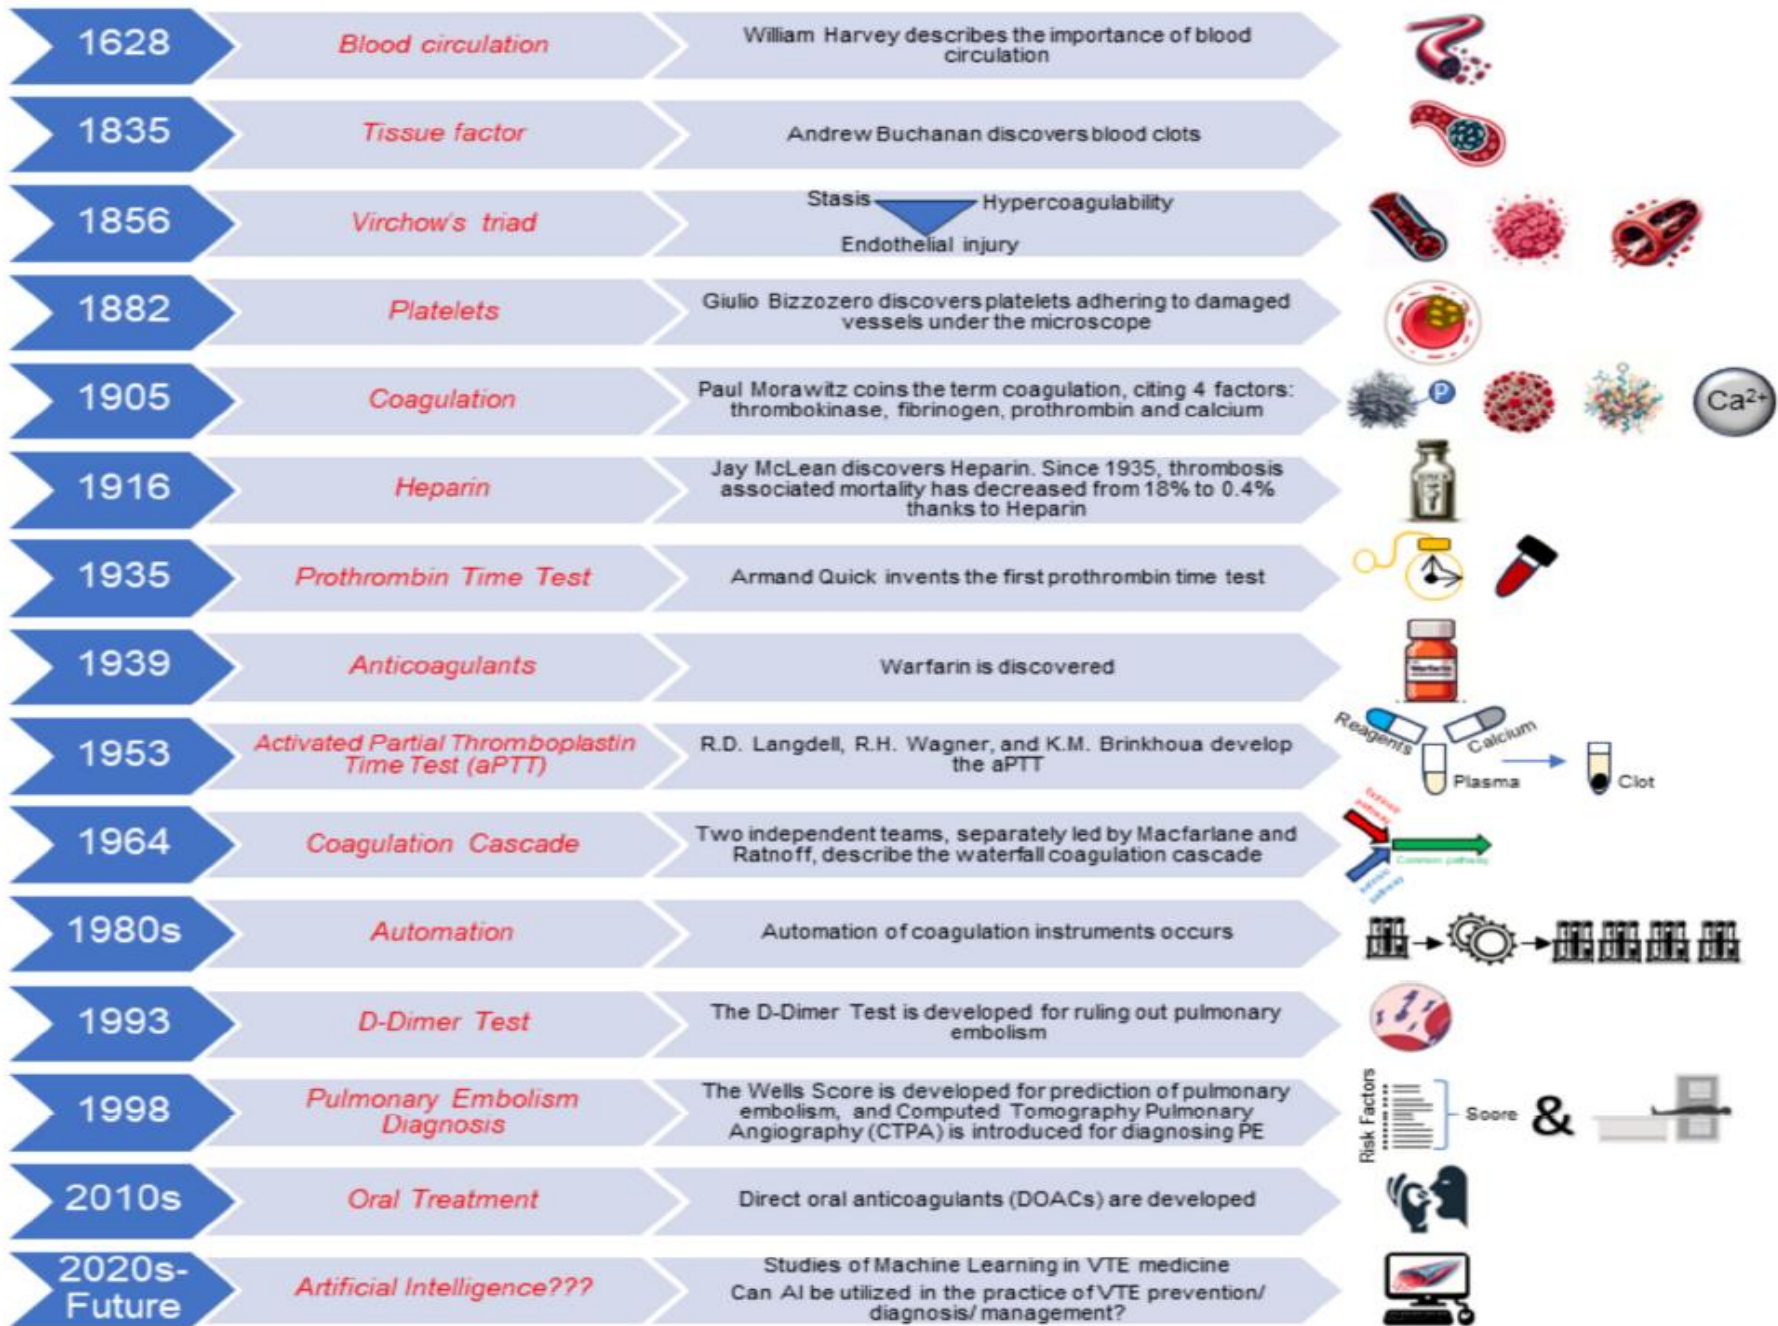 1628
Blood circulation
William Harvey describes the importance of blood
circulation
1835
Tissue factor
Andrew Buchanan discovers blood clots
1856
Virchow's triad
Stasis
Hypercoagulability
Endothelial injury
1882
Platelets
Giulio Bizzozero discovers platelets adhering to damaged
vessels under the microscope
1905
Coagulation
Paul Morawitz coins the term coagulation, citing 4 factors:
thrombokinase, fibrinogen, prothrombin and calcium
P
Ca²⁺
1916
Heparin
Jay McLean discovers Heparin. Since 1935, thrombosis
associated mortality has decreased from 18% to 0.4%
thanks to Heparin
1935
Prothrombin Time Test
Armand Quick invents the first prothrombin time test
1939
Anticoagulants
Warfarin is discovered
Warfarin
1953
Activated Partial Thromboplastin
Time Test (aPTT)
R.D. Langdell, R.H. Wagner, and K.M. Brinkhoua develop
the aPTT
Reagents
Calcium
Plasma
Clot
1964
Coagulation Cascade
Two independent teams, separately led by Macfarlane and
Ratnoff, describe the waterfall coagulation cascade
pathway
Common pathway
pathway
1980s
Automation
Automation of coagulation instruments occurs
1993
D-Dimer Test
The D-Dimer Test is developed for ruling out pulmonary
embolism
1998
Pulmonary Embolism
Diagnosis
The Wells Score is developed for prediction of pulmonary
embolism, and Computed Tomography Pulmonary
Angiography (CTPA) is introduced for diagnosing PE
Risk Factors
Score
&
2010s
Oral Treatment
Direct oral anticoagulants (DOACs) are developed
2020s-
Future
Artificial Intelligence???
Studies of Machine Learning in VTE medicine
Can AI be utilized in the practice of VTE prevention/
diagnosis/ management?